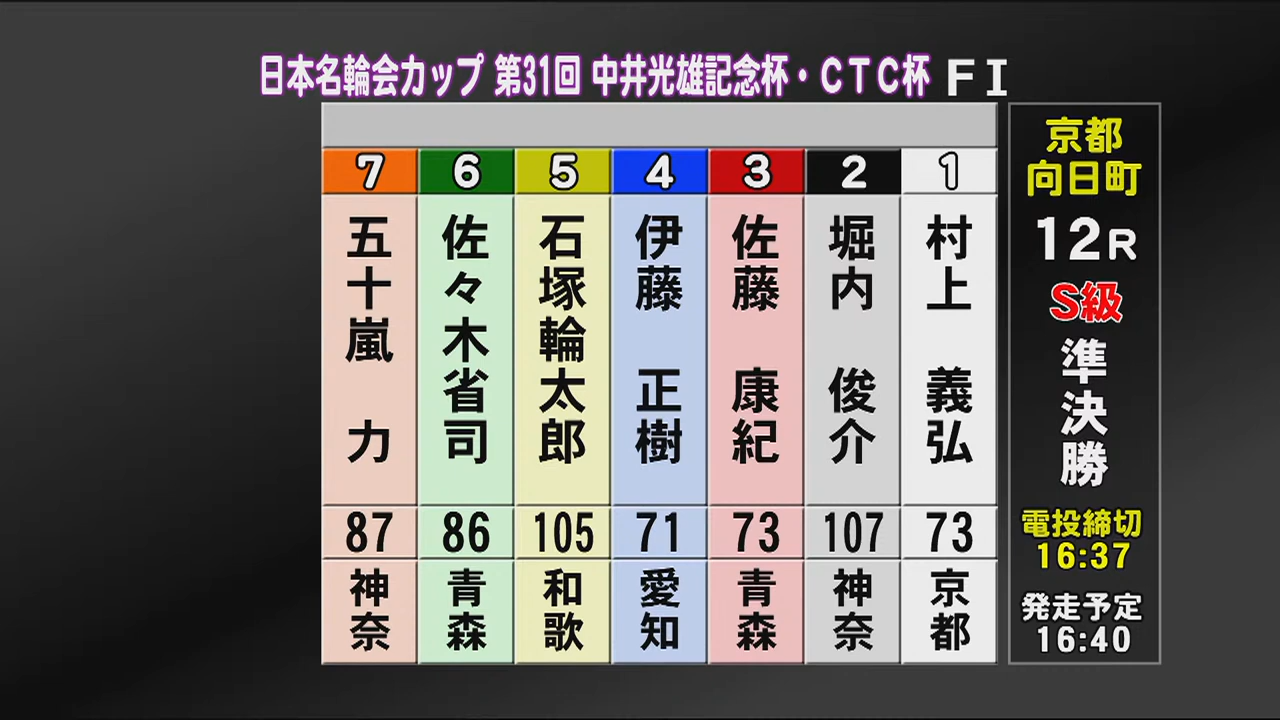 日本名輪会カップ 第31回 中井光雄記念杯・CTC杯 FI
京都
向日町
12R
S級
準決勝
電投締切
16:37
発走予定
16:40
1
村上 義弘
73
京都
2
堀内 俊介
107
神奈
3
佐藤 康紀
73
青森
4
伊藤 正樹
71
愛知
5
石塚輪太郎
105
和歌
6
佐々木省司
86
青森
7
五十嵐 力
87
神奈